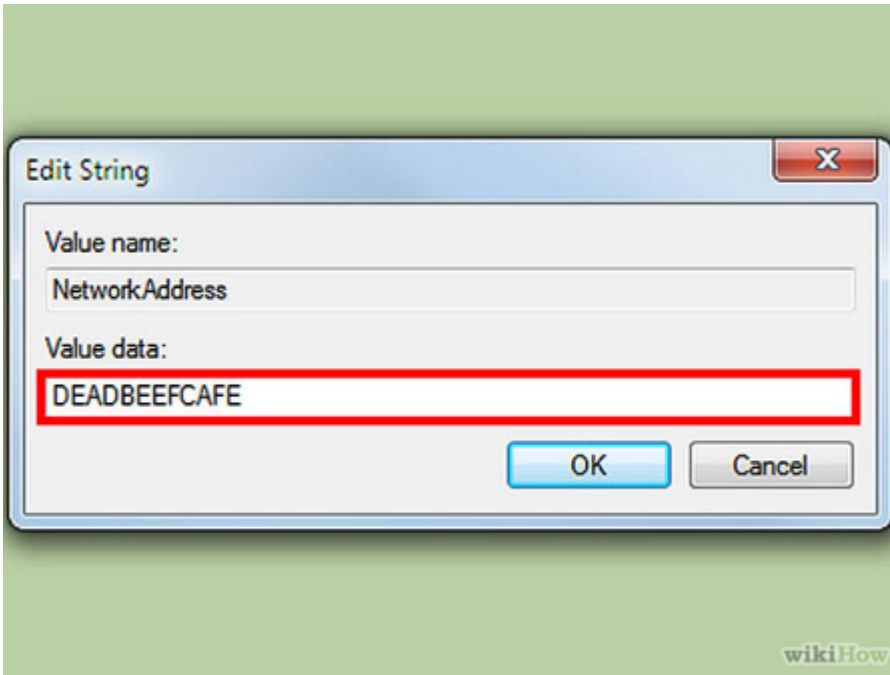 Edit String
Value name:
NetworkAddress
Value data:
DEADBEEFCAFE
OK
Cancel
wikiHow